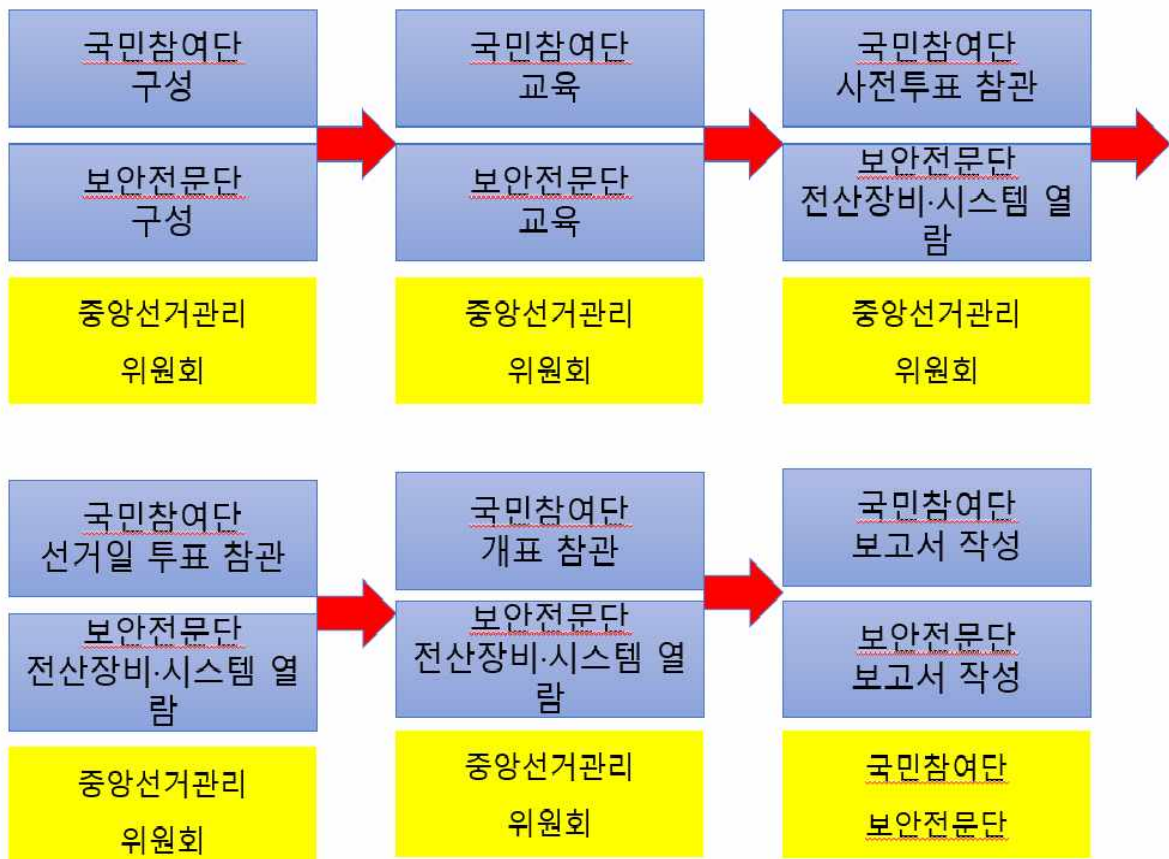 국민참여단
구성
보안전문단
구성
중앙선거관리
위원회
국민참여단
교육
보안전문단
교육
중앙선거관리
위원회
국민참여단
사전투표 참관
보안전문단
전산장비·시스템 열
람
중앙선거관리
위원회
국민참여단
선거일 투표 참관
보안전문단
전산장비·시스템 열
람
중앙선거관리
위원회
국민참여단
개표 참관
보안전문단
전산장비·시스템 열
람
중앙선거관리
위원회
국민참여단
보고서 작성
보안전문단
보고서 작성
국민참여단
보안전문단